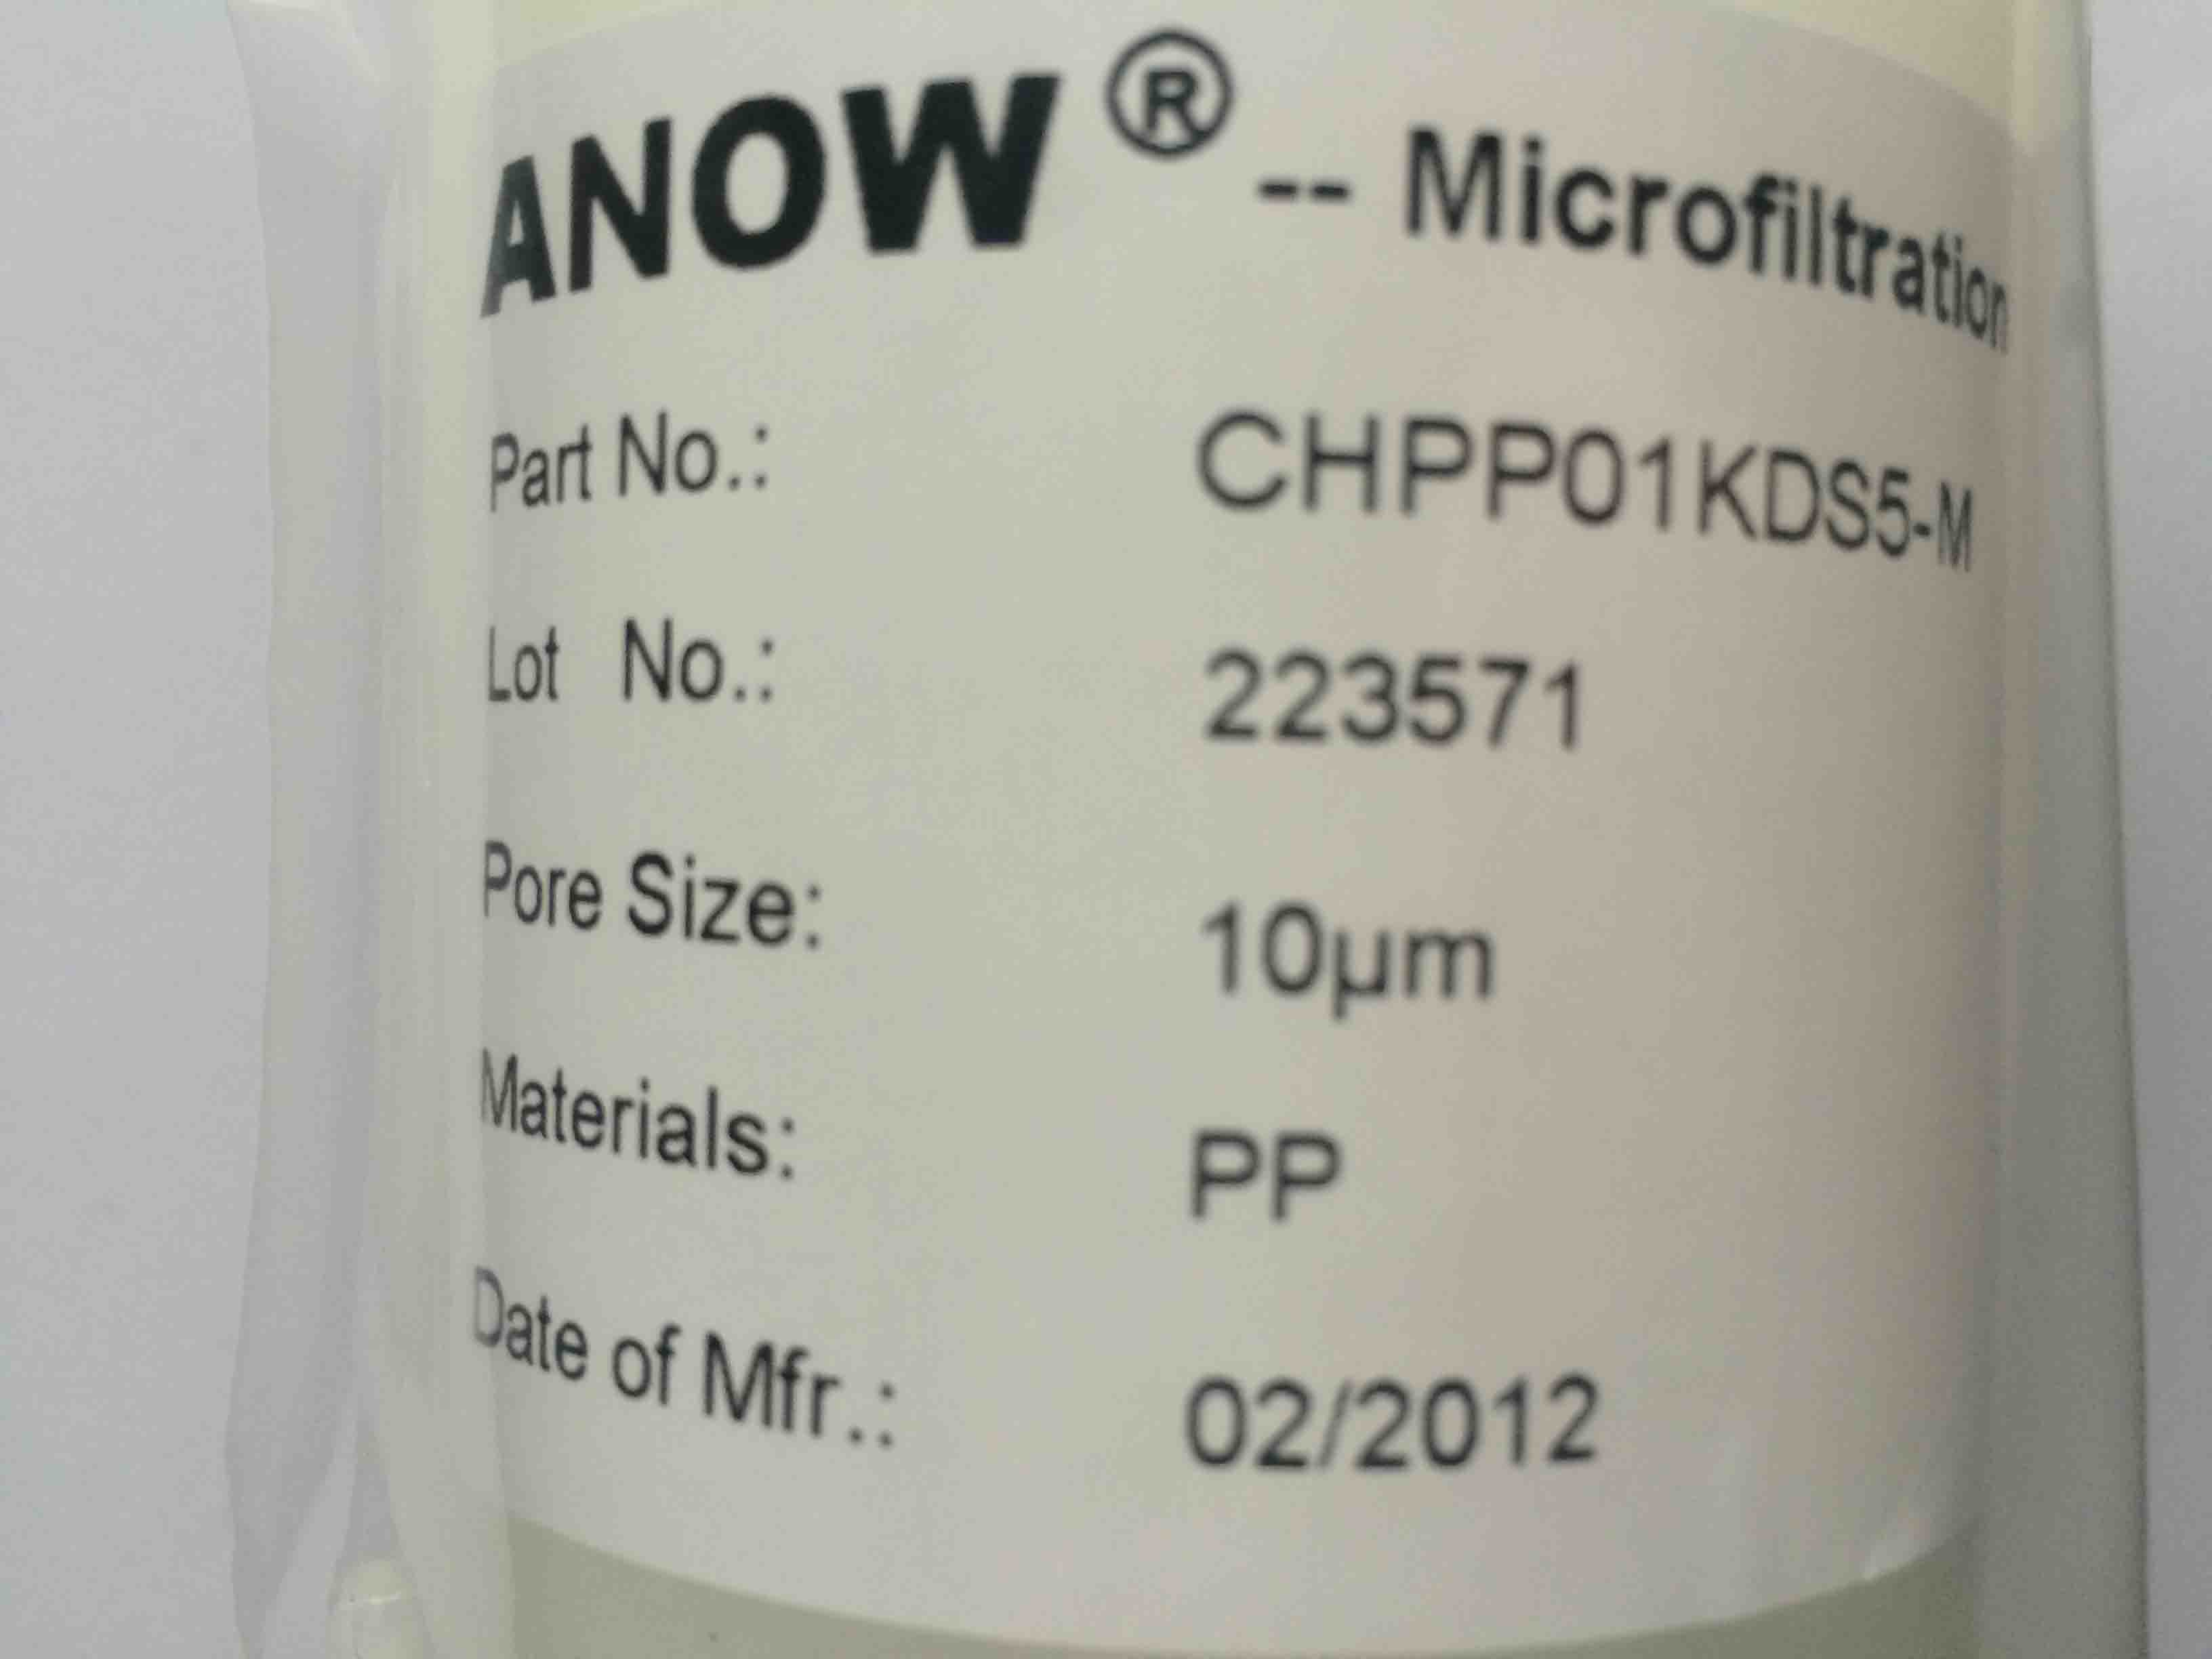 ANOW® -- Microfiltration
Part No.: CHPP01KDS5-M
Lot No.: 223571
Pore Size: 10µm
Materials: PP
Date of Mfr.: 02/2012